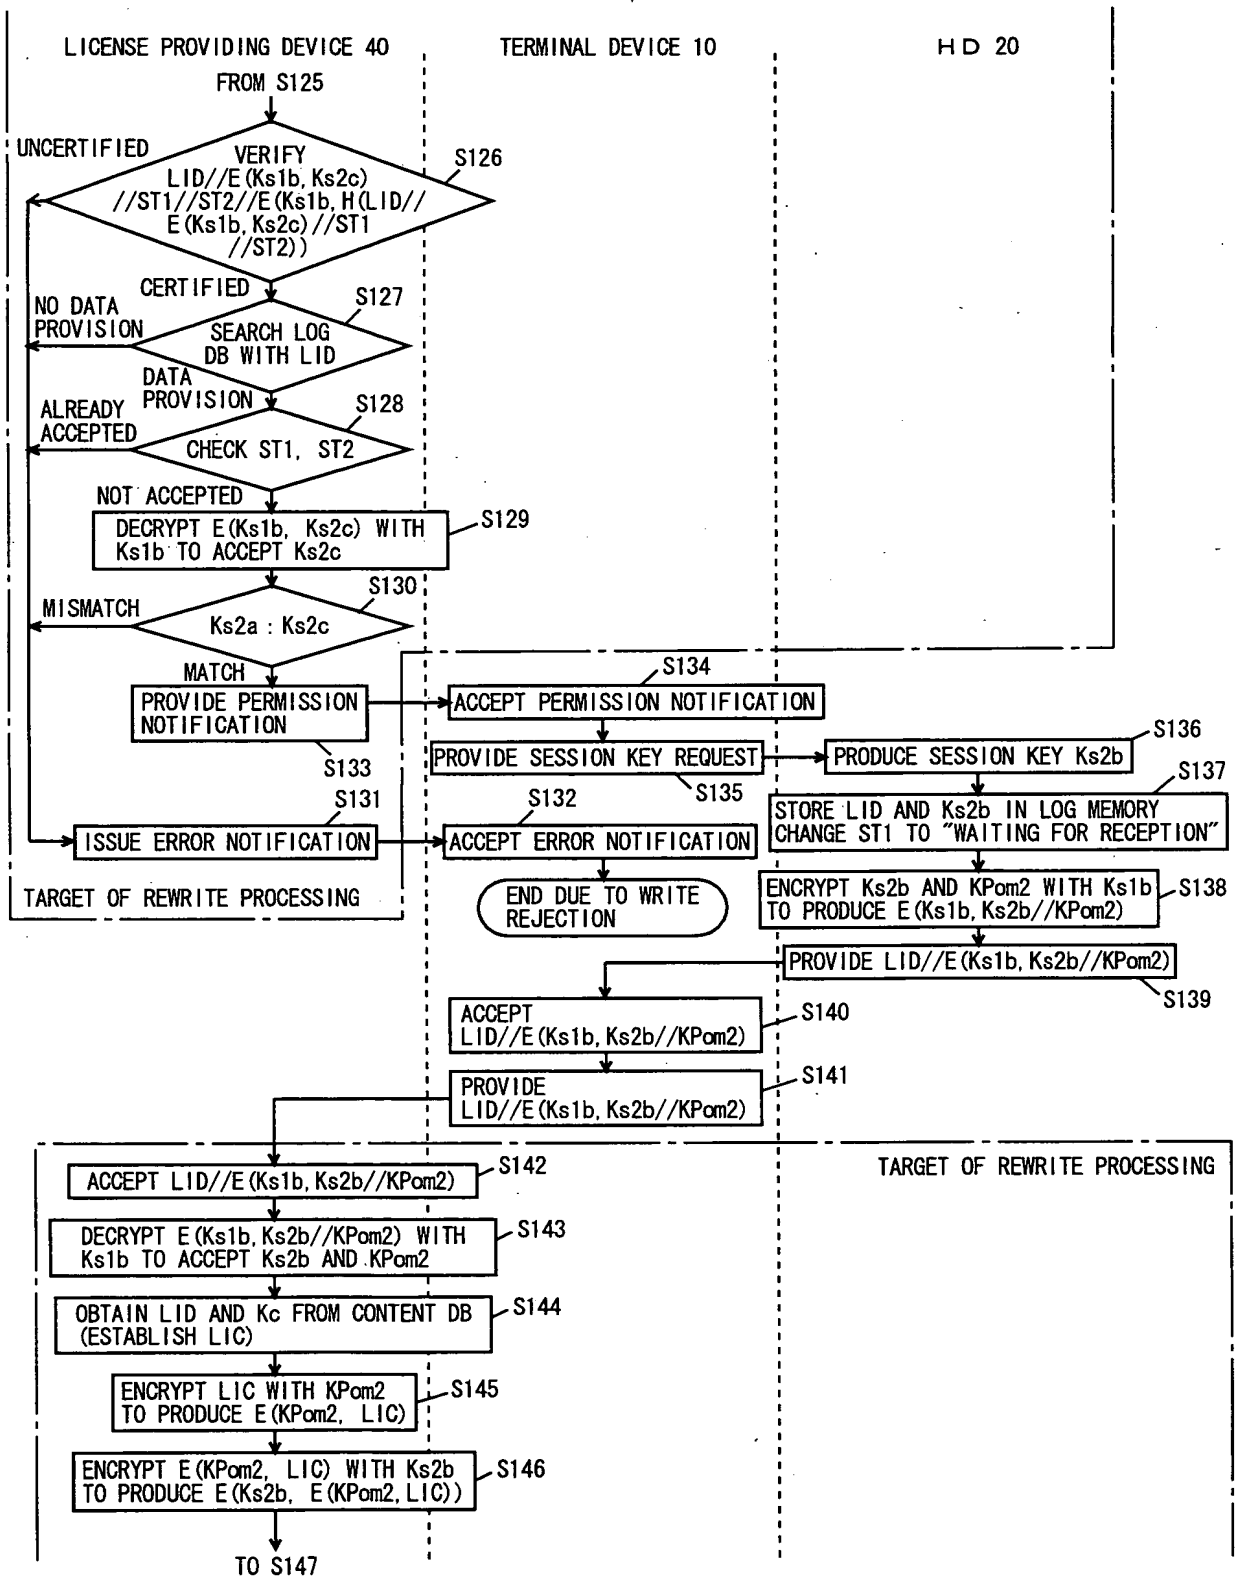 LICENSE PROVIDING DEVICE 40
TERMINAL DEVICE 10
HD 20
FROM S125
UNCERTIFIED
VERIFY
LID//E(Ks1b, Ks2c)
//ST1//ST2//E(Ks1b, H(LID//
E(Ks1b, Ks2c)//ST1
//ST2))
S126
CERTIFIED
S127
NO DATA
PROVISION
SEARCH LOG
DB WITH LID
DATA
PROVISION
S128
ALREADY
ACCEPTED
CHECK ST1, ST2
NOT ACCEPTED
DECRYPT E(Ks1b, Ks2c) WITH
Ks1b TO ACCEPT Ks2c
S129
S130
MISMATCH
Ks2a : Ks2c
MATCH
PROVIDE PERMISSION
NOTIFICATION
S133
S134
ACCEPT PERMISSION NOTIFICATION
PROVIDE SESSION KEY REQUEST
S135
S136
PRODUCE SESSION KEY Ks2b
S137
STORE LID AND Ks2b IN LOG MEMORY
CHANGE ST1 TO "WAITING FOR RECEPTION"
S131
ISSUE ERROR NOTIFICATION
S132
ACCEPT ERROR NOTIFICATION
END DUE TO WRITE
REJECTION
TARGET OF REWRITE PROCESSING
ENCRYPT Ks2b AND KPom2 WITH Ks1b
TO PRODUCE E(Ks1b, Ks2b//KPom2)
S138
PROVIDE LID//E(Ks1b, Ks2b//KPom2)
S139
ACCEPT
LID//E(Ks1b, Ks2b//KPom2)
S140
PROVIDE
LID//E(Ks1b, Ks2b//KPom2)
S141
TARGET OF REWRITE PROCESSING
ACCEPT LID//E(Ks1b, Ks2b//KPom2)
S142
DECRYPT E(Ks1b, Ks2b//KPom2) WITH
Ks1b TO ACCEPT Ks2b AND KPom2
S143
OBTAIN LID AND Kc FROM CONTENT DB
(ESTABLISH LIC)
S144
ENCRYPT LIC WITH KPom2
TO PRODUCE E(KPom2, LIC)
S145
ENCRYPT E(KPom2, LIC) WITH Ks2b
TO PRODUCE E(Ks2b, E(KPom2, LIC))
S146
TO S147